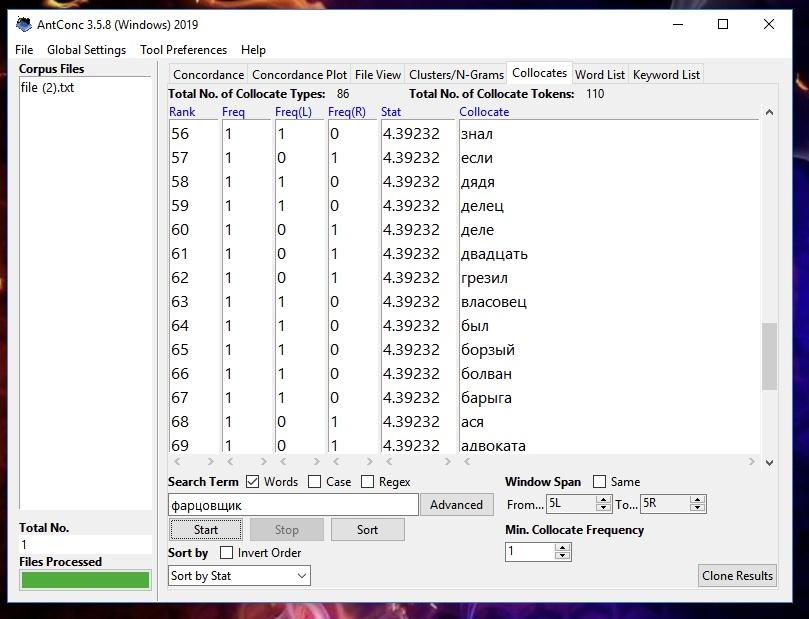 AntConc 3.5.8 (Windows) 2019
File Global Settings Tool Preferences Help
Corpus Files
file (2).txt
Concordance Concordance Plot File View Clusters/N-Grams Collocates Word List Keyword List
Total No. of Collocate Types: 86 Total No. of Collocate Tokens: 110
Rank Freq Freq(L) Freq(R) Stat Collocate
56 1 1 0 4.39232 знал
57 1 0 1 4.39232 если
58 1 1 0 4.39232 дядя
59 1 1 0 4.39232 делец
60 1 0 1 4.39232 деле
61 1 0 1 4.39232 двадцать
62 1 0 1 4.39232 грезил
63 1 1 0 4.39232 власовец
64 1 1 0 4.39232 был
65 1 1 0 4.39232 борзый
66 1 1 0 4.39232 болван
67 1 1 0 4.39232 барыга
68 1 0 1 4.39232 ася
69 1 0 1 4.39232 адвоката
Search Term Words Case Regex
фарцовщик Advanced
Start Stop Sort
Sort by Invert Order
Sort by Stat
Window Span Same
From... 5L To... 5R
Min. Collocate Frequency
1
Clone Results
Total No.
1
Files Processed